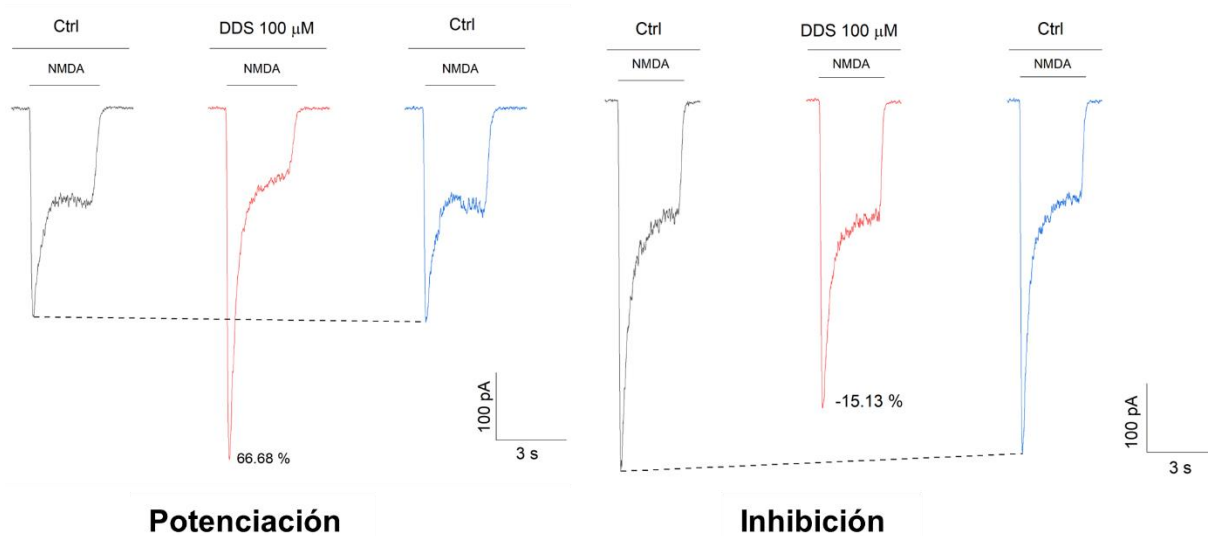 Ctrl DDS 100 μM Ctrl
NMDA NMDA NMDA
66.68 %
100 pA
3 s
Potenciación
Ctrl DDS 100 μM Ctrl
NMDA NMDA NMDA
-15.13 %
100 pA
3 s
Inhibición